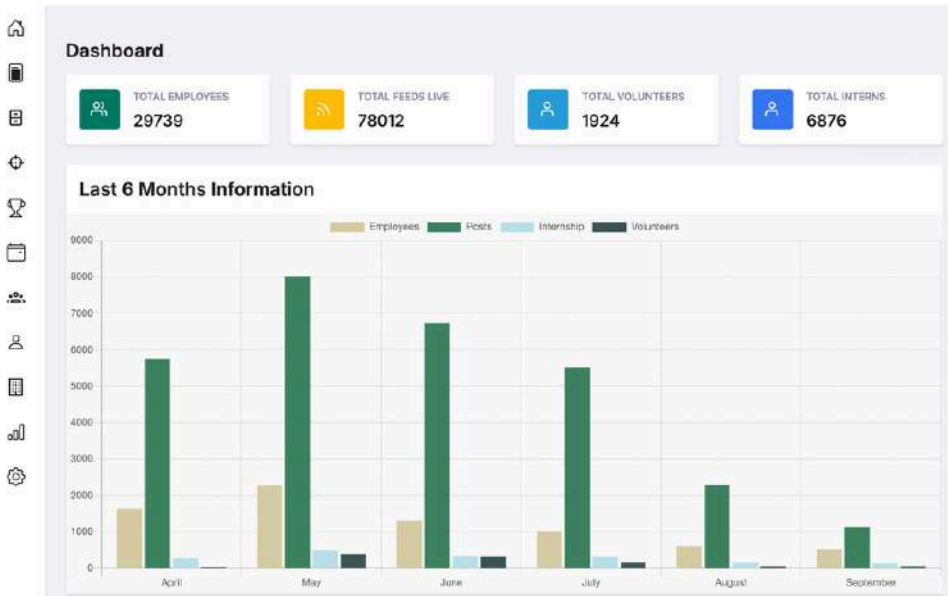 Dashboard
TOTAL EMPLOYEES
29739
TOTAL FEEDS LIVE
78012
TOTAL VOLUNTEERS
1924
TOTAL INTERNS
6876
Last 6 Months Information
Employees Posts Internship Volunteers
9000
8000
7000
6000
5000
4000
3000
2000
1000
0
April May June July August September